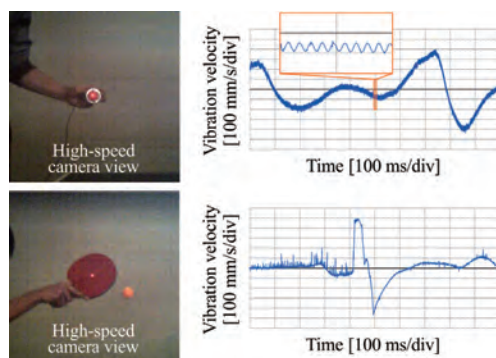 High-speed
camera view
Vibration velocity
[100 mm/s/div]
Time [100 ms/div]
High-speed
camera view
Vibration velocity
[100 mm/s/div]
Time [100 ms/div]